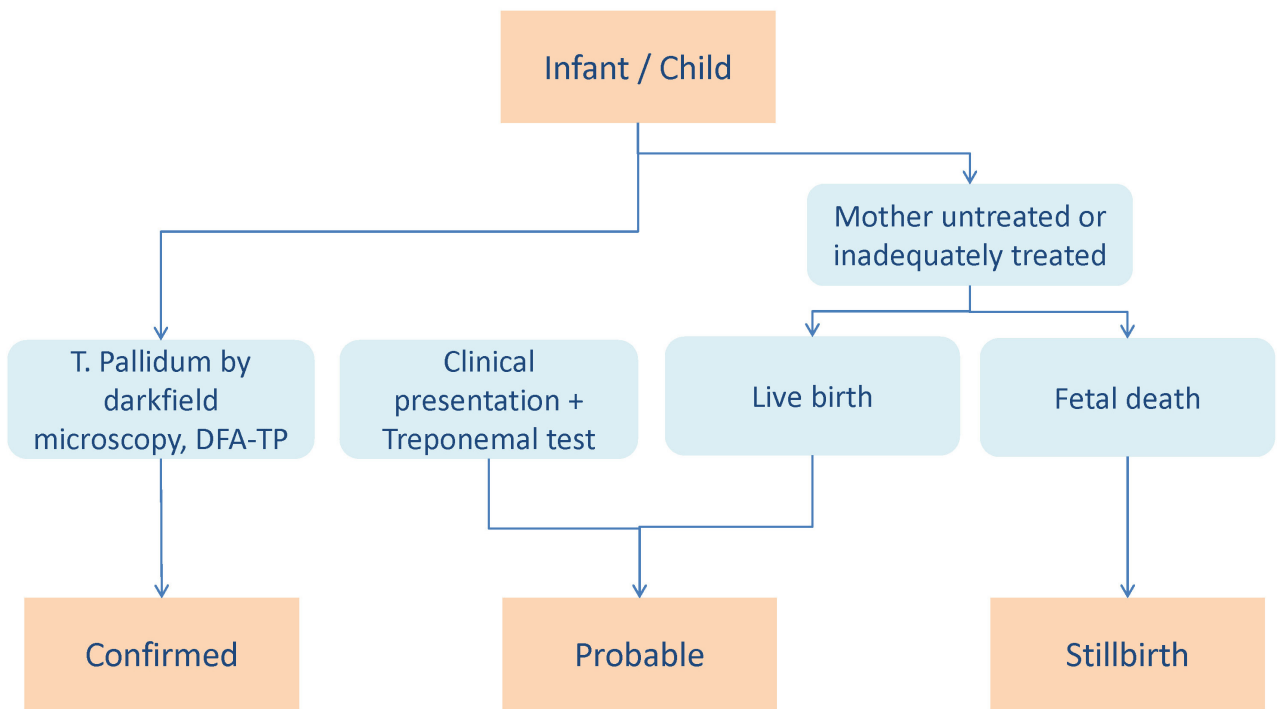 Infant / Child
Mother untreated or
inadequately treated
T. Pallidum by
darkfield
microscopy, DFA-TP
Clinical
presentation +
Treponemal test
Live birth
Fetal death
Confirmed
Probable
Stillbirth